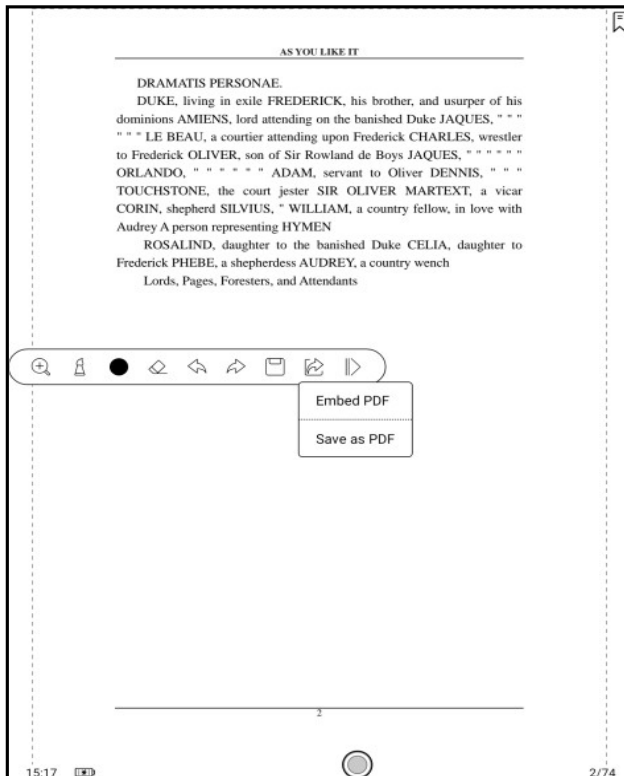 AS YOU LIKE IT
DRAMATIS PERSONAE.
DUKE, living in exile FREDERICK, his brother, and usurper of his
dominions AMIENS, lord attending on the banished Duke JAQUES, " " "
" " " LE BEAU, a courtier attending upon Frederick CHARLES, wrestler
to Frederick OLIVER, son of Sir Rowland de Boys JAQUES, " " " " " "
ORLANDO, " " " " " " ADAM, servant to Oliver DENNIS, " " "
TOUCHSTONE, the court jester SIR OLIVER MARTEXT, a vicar
CORIN, shepherd SILVIUS, " WILLIAM, a country fellow, in love with
Audrey A person representing HYMEN
ROSALIND, daughter to the banished Duke CELIA, daughter to
Frederick PHEBE, a shepherdess AUDREY, a country wench
Lords, Pages, Foresters, and Attendants
Embed PDF
Save as PDF
2
15:17
2/74